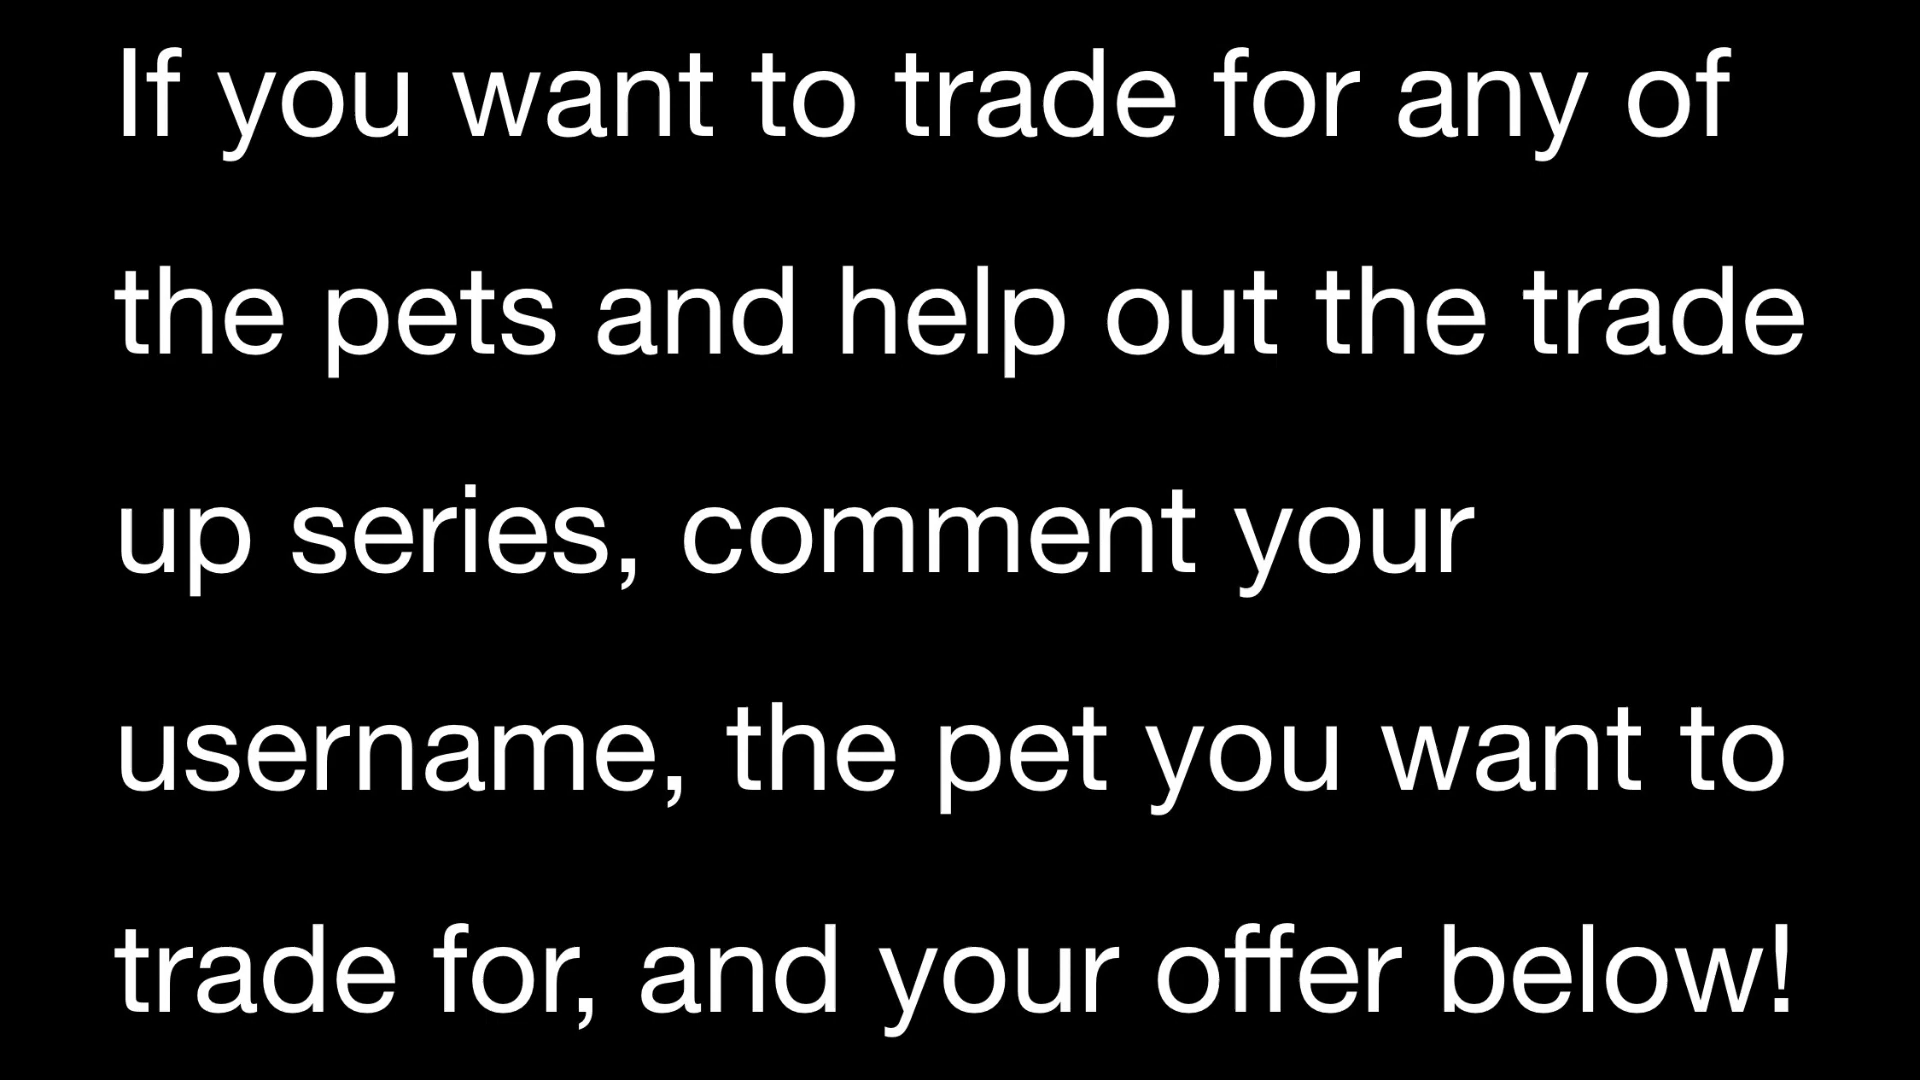 If you want to trade for any of
the pets and help out the trade
up series, comment your
username, the pet you want to
trade for, and your offer below!